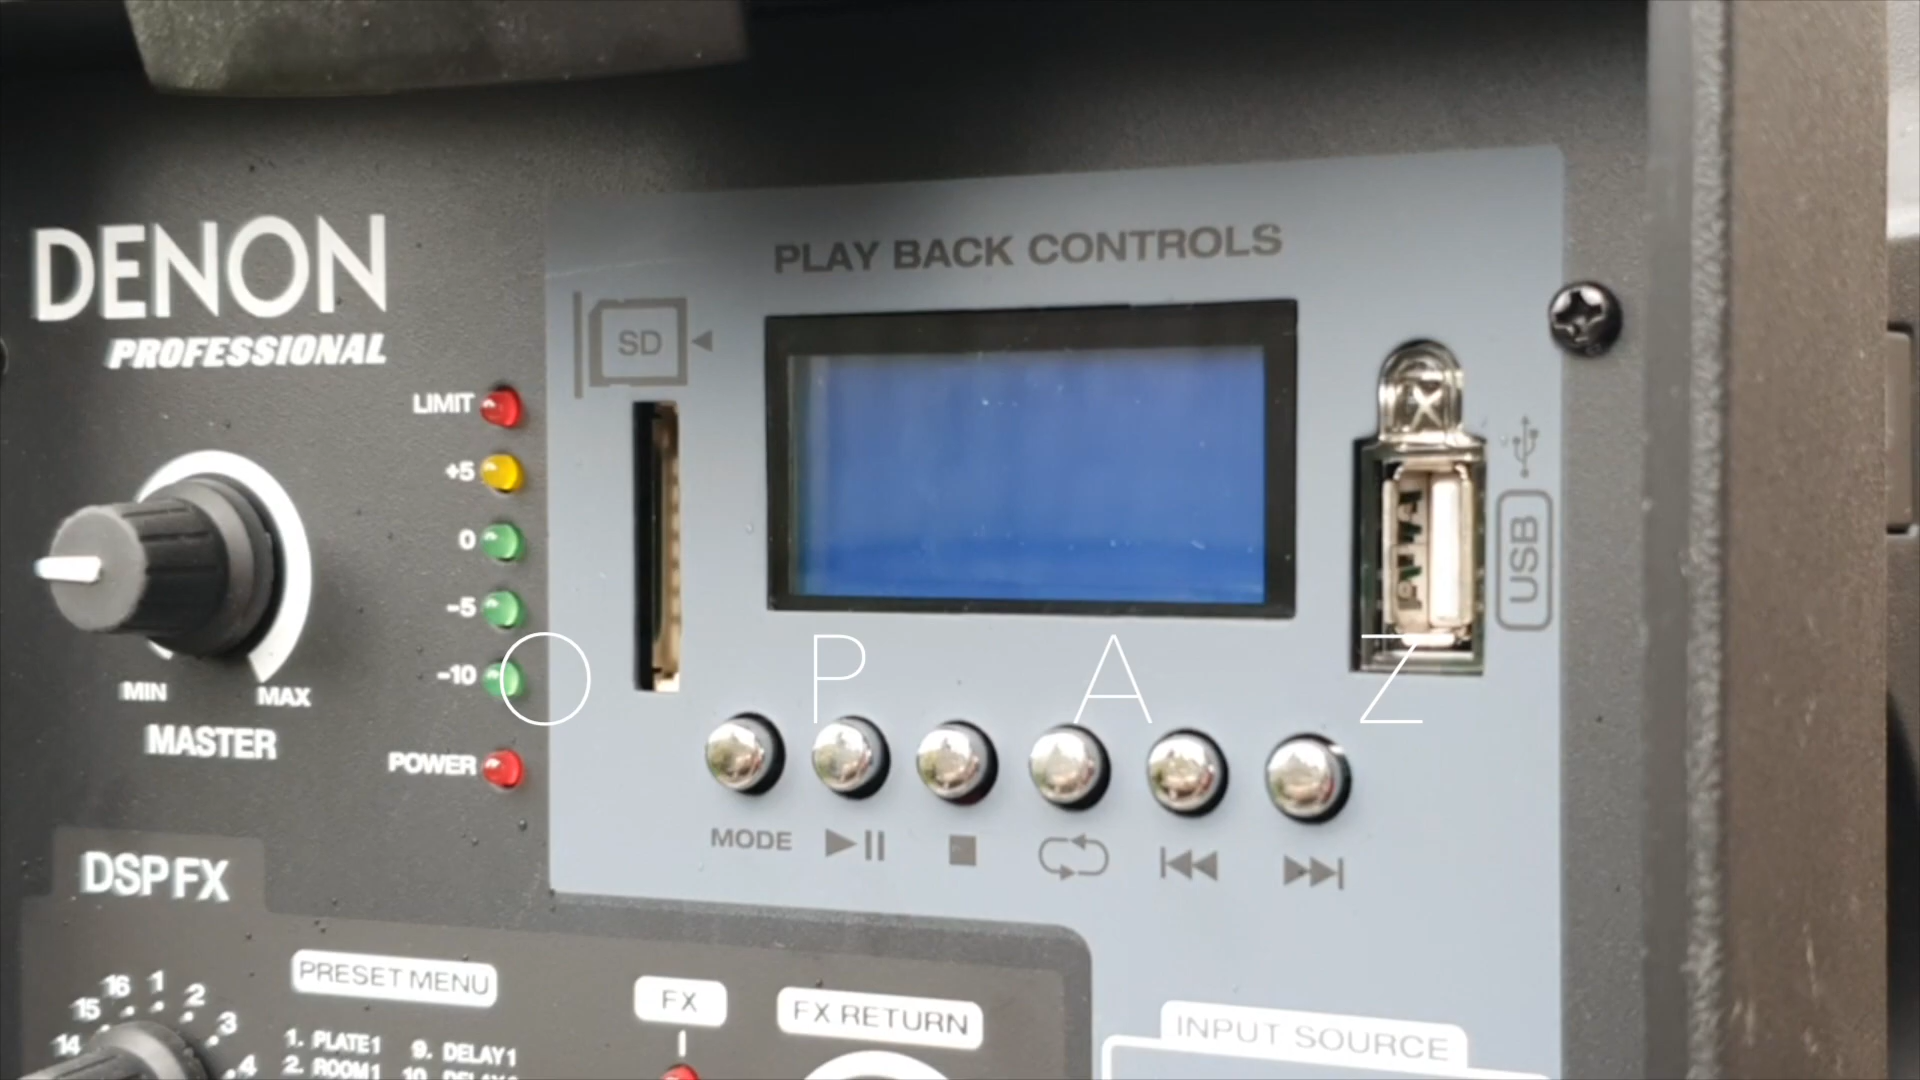 DENON
PROFESSIONAL
PLAY BACK CONTROLS
SD
LIMIT
+5
0
-5
-10
POWER
MIN
MAX
MASTER
USB
O P A Z
MODE
DSP FX
PRESET MENU
FX
FX RETURN
INPUT SOURCE
16
1
2
15
3
14
4
1. PLATE1
9. DELAY1
2. ROOM1
10.